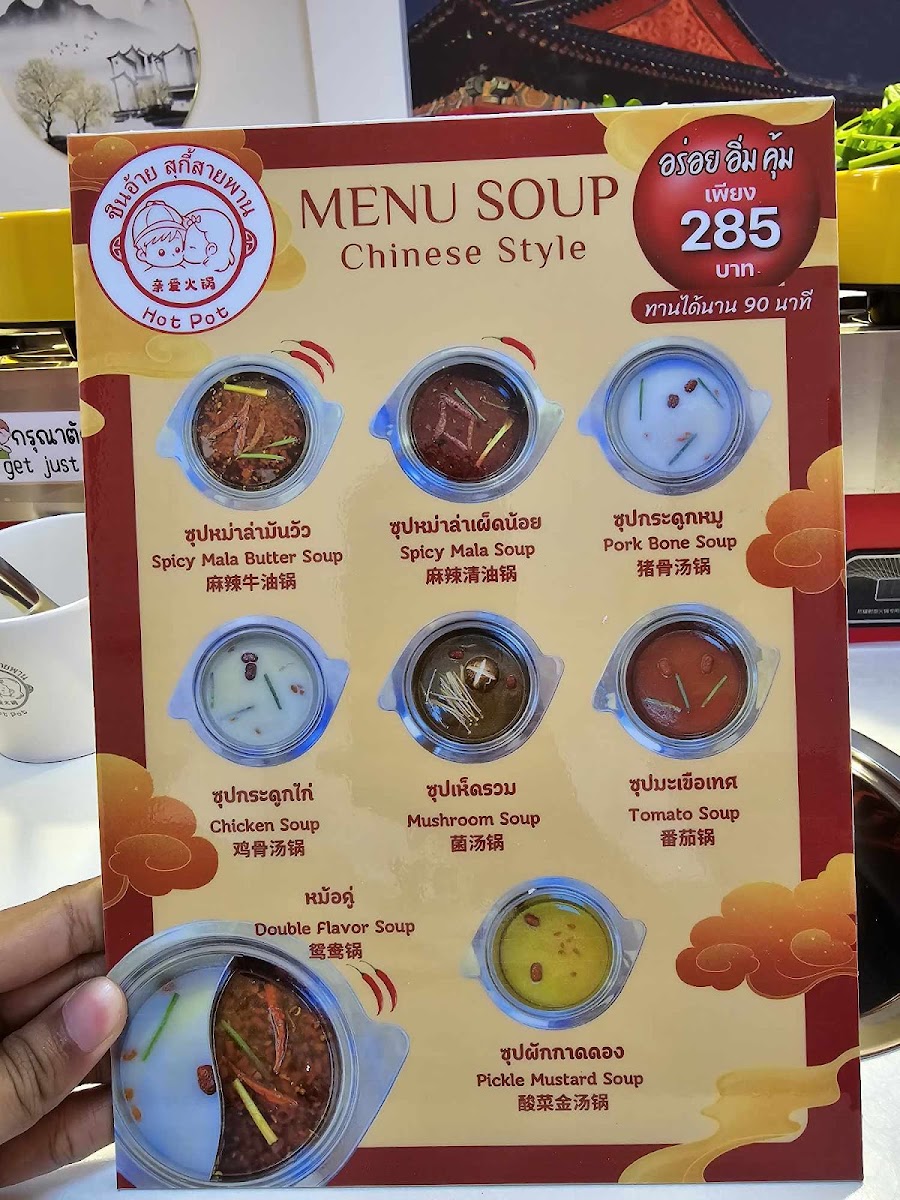 ชินอ้าย สุกี้สายพาน
亲爱火锅
Hot Pot
MENU SOUP
Chinese Style
อร่อย อิ่ม คุ้ม
เพียง
285
บาท
ทานได้นาน 90 นาที
get just
ซุปหม่าล่ามันวัว
Spicy Mala Butter Soup
麻辣牛油锅
ซุปหม่าล่าเผ็ดน้อย
Spicy Mala Soup
麻辣清油锅
ซุปกระดูกหมู
Pork Bone Soup
猪骨汤锅
ซุปกระดูกไก่
Chicken Soup
鸡骨汤锅
ซุปเห็ดรวม
Mushroom Soup
菌汤锅
ซุปมะเขือเทศ
Tomato Soup
番茄锅
หม้อคู่
Double Flavor Soup
鸳鸯锅
ซุปผักกาดดอง
Pickle Mustard Soup
酸菜金汤锅